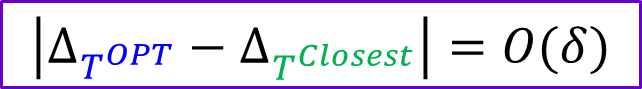 |Δ_{T^{OPT}} − Δ_{T^{Closest}}| = O(δ)